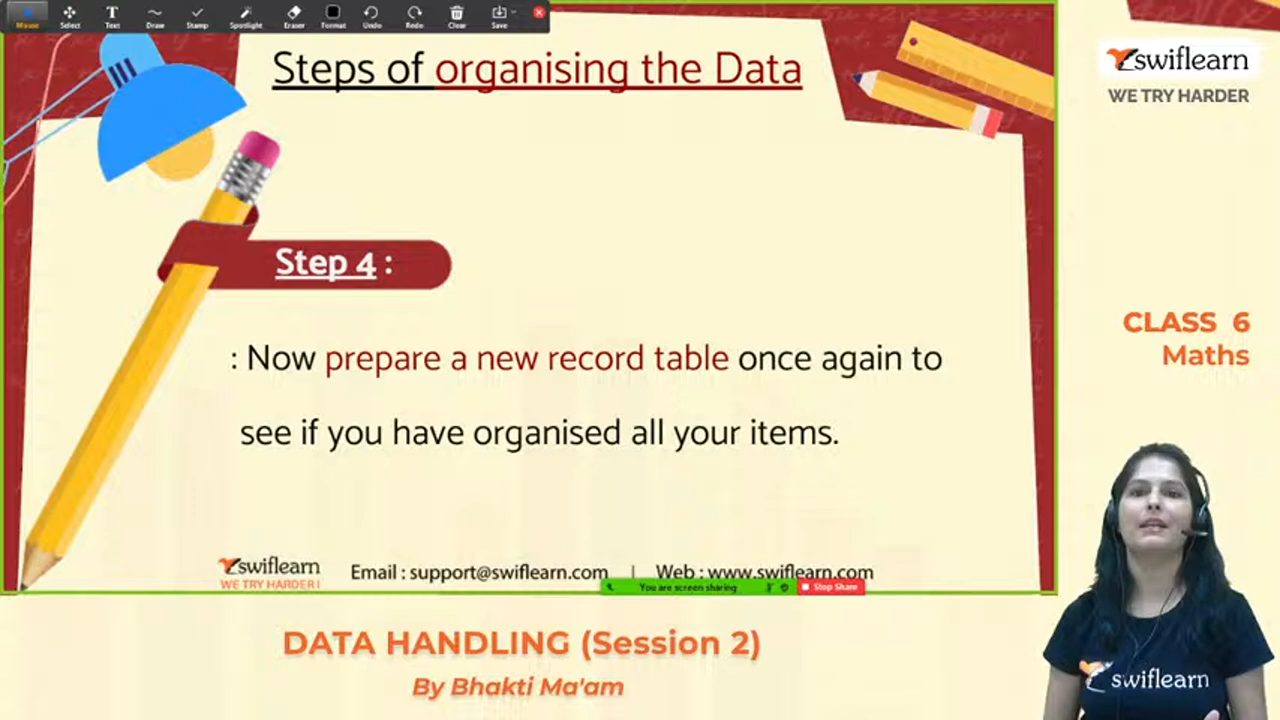 Mouse Select Text Draw Stamp Spotlight Eraser Format Undo Redo Clear Save
Steps of organising the Data
swiflearn
WE TRY HARDER
Step 4 :
CLASS 6
Maths
: Now prepare a new record table once again to
see if you have organised all your items.
swiflearn
WE TRY HARDER !
Email : support@swiflearn.com | Web : www.swiflearn.com
You are screen sharing Stop Share
DATA HANDLING (Session 2)
By Bhakti Ma'am
swiflearn